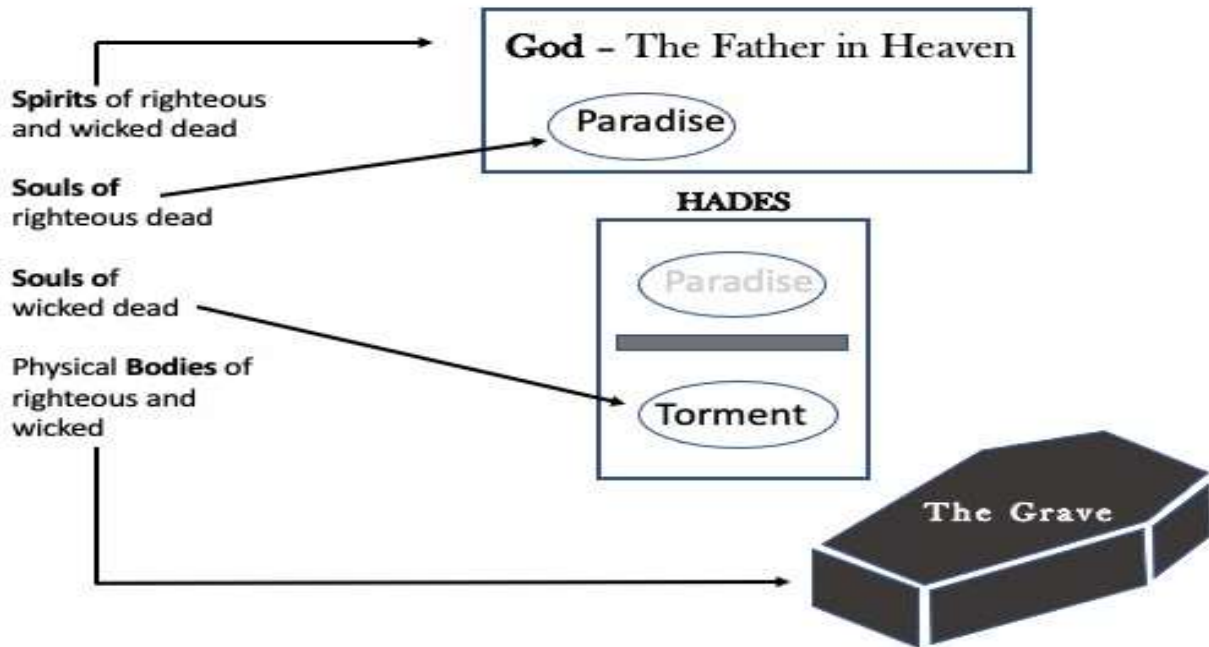 God – The Father in Heaven
Spirits of righteous
and wicked dead
Paradise
Souls of
righteous dead
HADES
Souls of
wicked dead
Paradise
Physical Bodies of
righteous and
wicked
Torment
The Grave